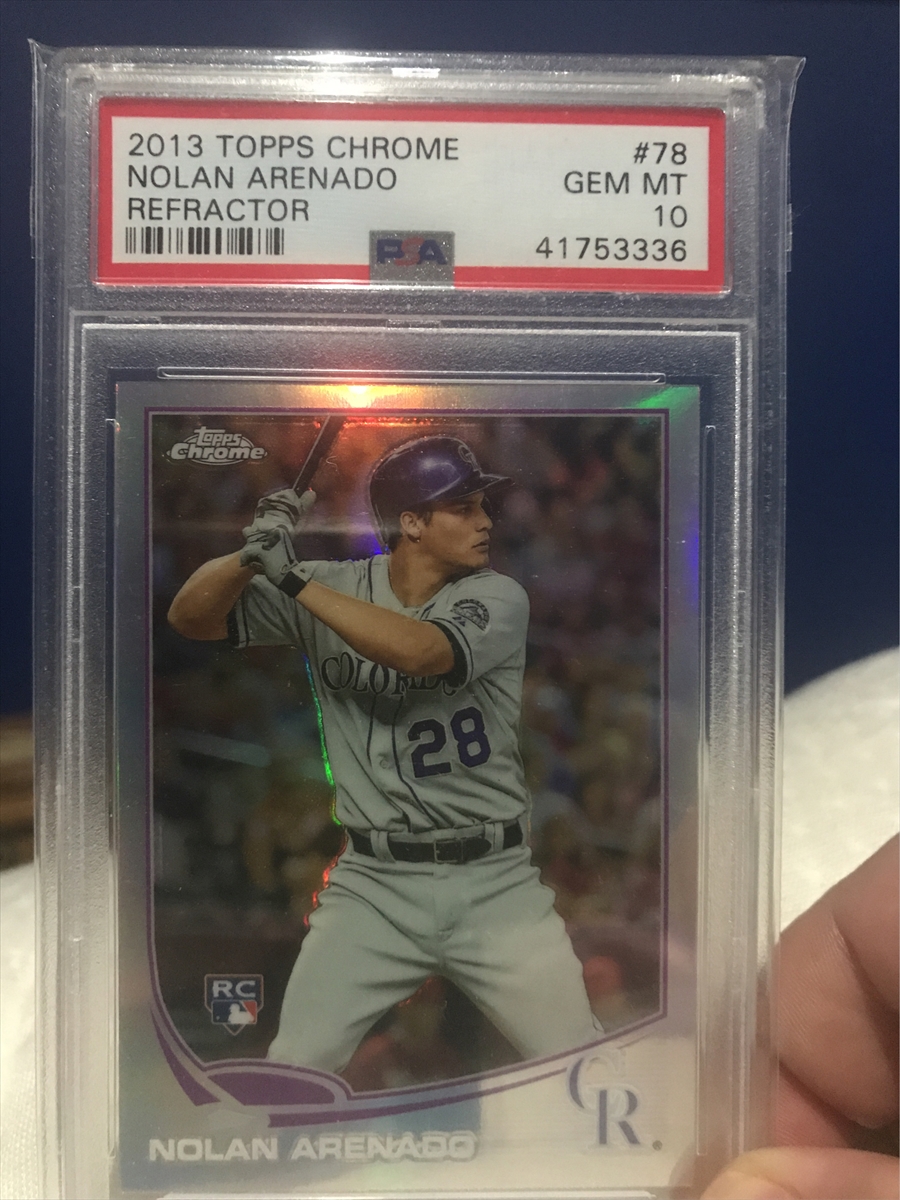 2013 TOPPS CHROME #78
NOLAN ARENADO GEM MT
REFRACTOR 10
PSA 41753336
Topps
Chrome
COLORADO
28
RC
CR
NOLAN ARENADO